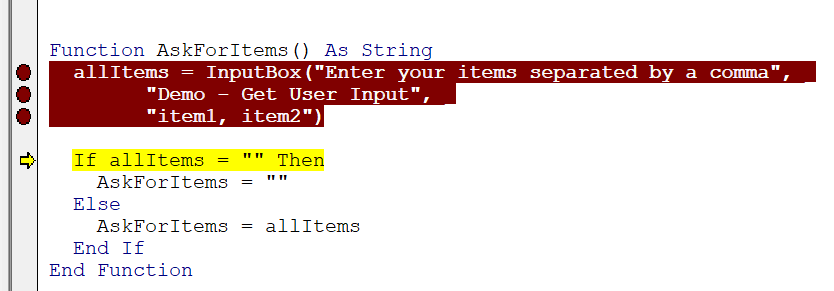 Function AskForItems() As String
  allItems = InputBox("Enter your items separated by a comma", _
        "Demo - Get User Input", _
        "item1, item2")

  If allItems = "" Then
    AskForItems = ""
  Else
    AskForItems = allItems
  End If
End Function